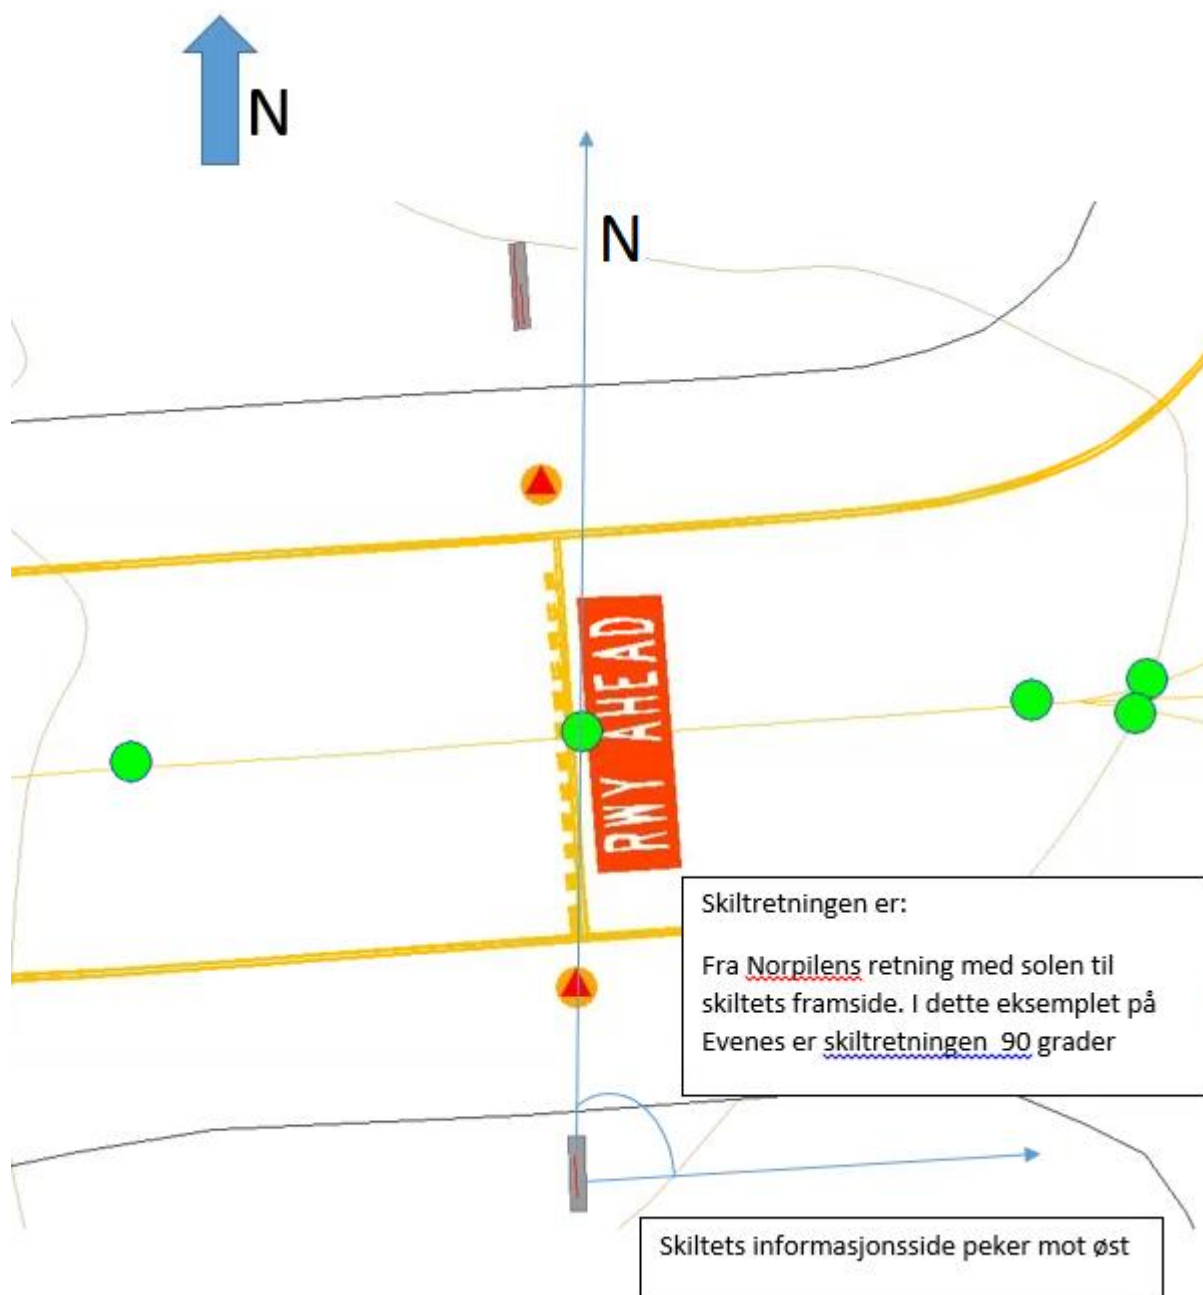 N
N
RWY AHEAD
Skiltretningen er:
Fra Norpilens retning med solen til
skiltets framside. I dette eksemplet på
Evenes er skiltretningen  90 grader
Skiltets informasjonsside peker mot øst